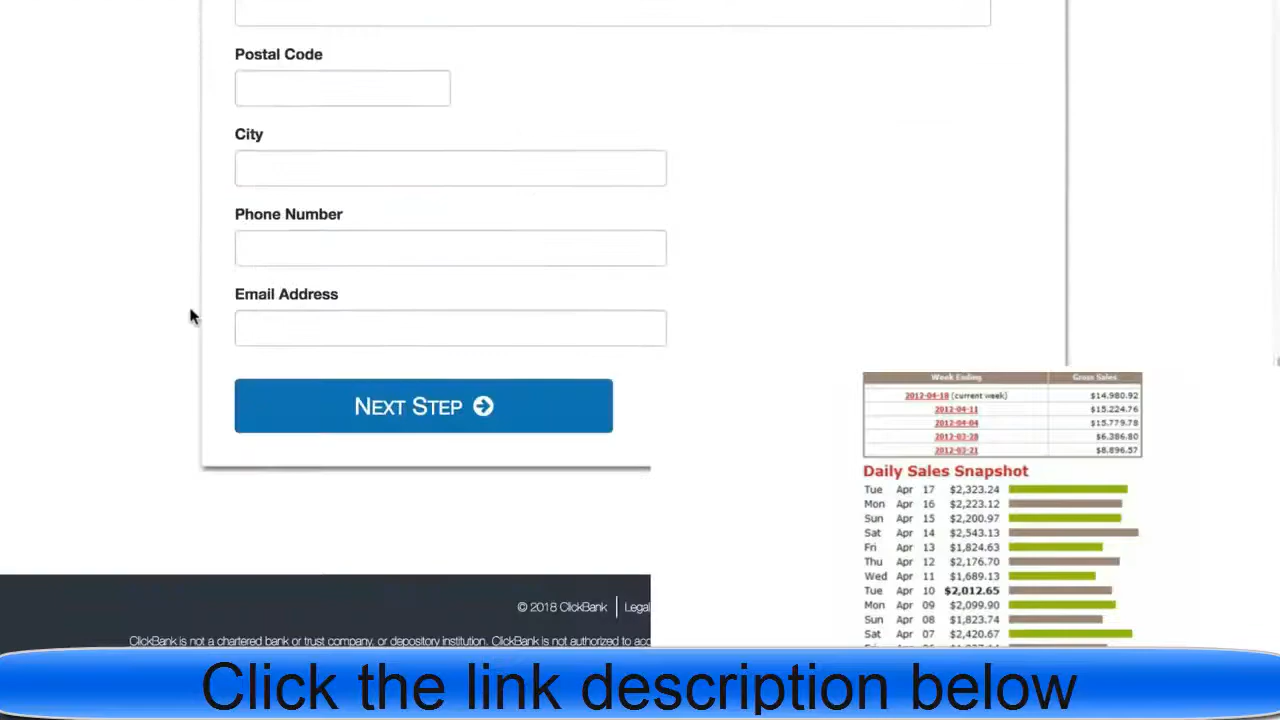 Postal Code
City
Phone Number
Email Address
NEXT STEP
Week Ending Gross Sales
2012-04-18 (current week) $14,980.92
2012-04-11 $15,224.76
2012-04-04 $15,779.78
2012-03-28 $6,386.80
2012-03-21 $8,896.57
Daily Sales Snapshot
Tue Apr 17 $2,323.24
Mon Apr 16 $2,223.12
Sun Apr 15 $2,200.97
Sat Apr 14 $2,543.13
Fri Apr 13 $1,824.63
Thu Apr 12 $2,176.70
Wed Apr 11 $1,689.13
Tue Apr 10 $2,012.65
Mon Apr 09 $2,099.90
Sun Apr 08 $1,823.74
Sat Apr 07 $2,420.67
© 2018 ClickBank | Legal
ClickBank is not a chartered bank or trust company, or depository institution. ClickBank is not authorized to acc
Click the link description below